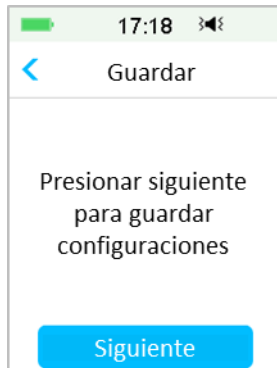 17:18
Guardar
Presionar siguiente
para guardar
configuraciones
Siguiente